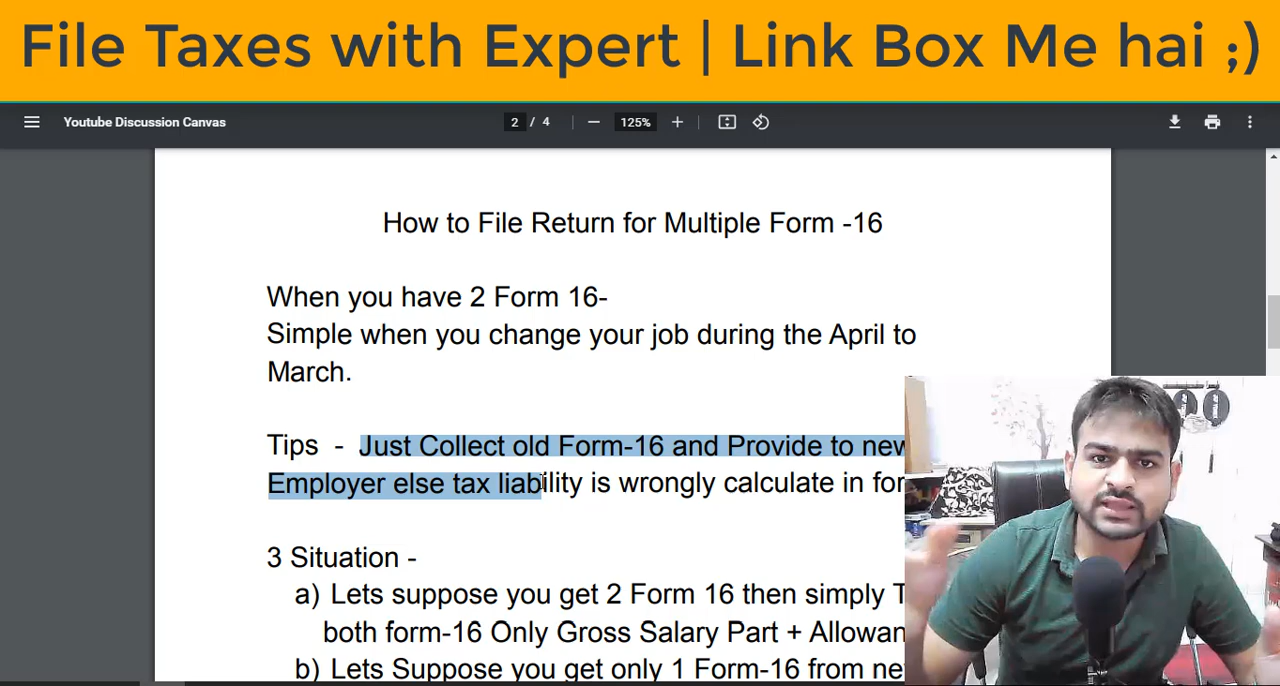 File Taxes with Expert | Link Box Me hai ;)
Youtube Discussion Canvas
2 / 4
125%
How to File Return for Multiple Form -16
When you have 2 Form 16-
Simple when you change your job during the April to
March.
Tips - Just Collect old Form-16 and Provide to new
Employer else tax liability is wrongly calculate in for
3 Situation -
a) Lets suppose you get 2 Form 16 then simply T
both form-16 Only Gross Salary Part + Allowan
b) Lets Suppose you get only 1 Form-16 from ne